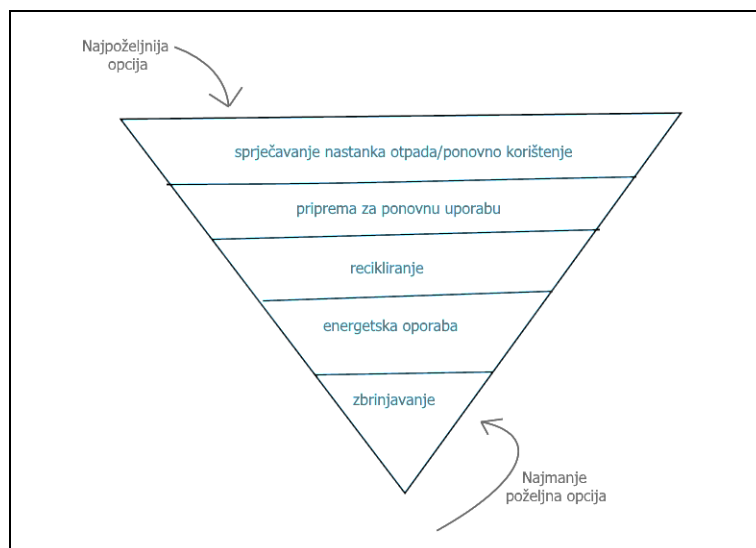 Najpoželjnija
opcija
sprječavanje nastanka otpada/ponovno korištenje
priprema za ponovnu uporabu
recikliranje
energetska oporaba
zbrinjavanje
Najmanje
poželjna opcija